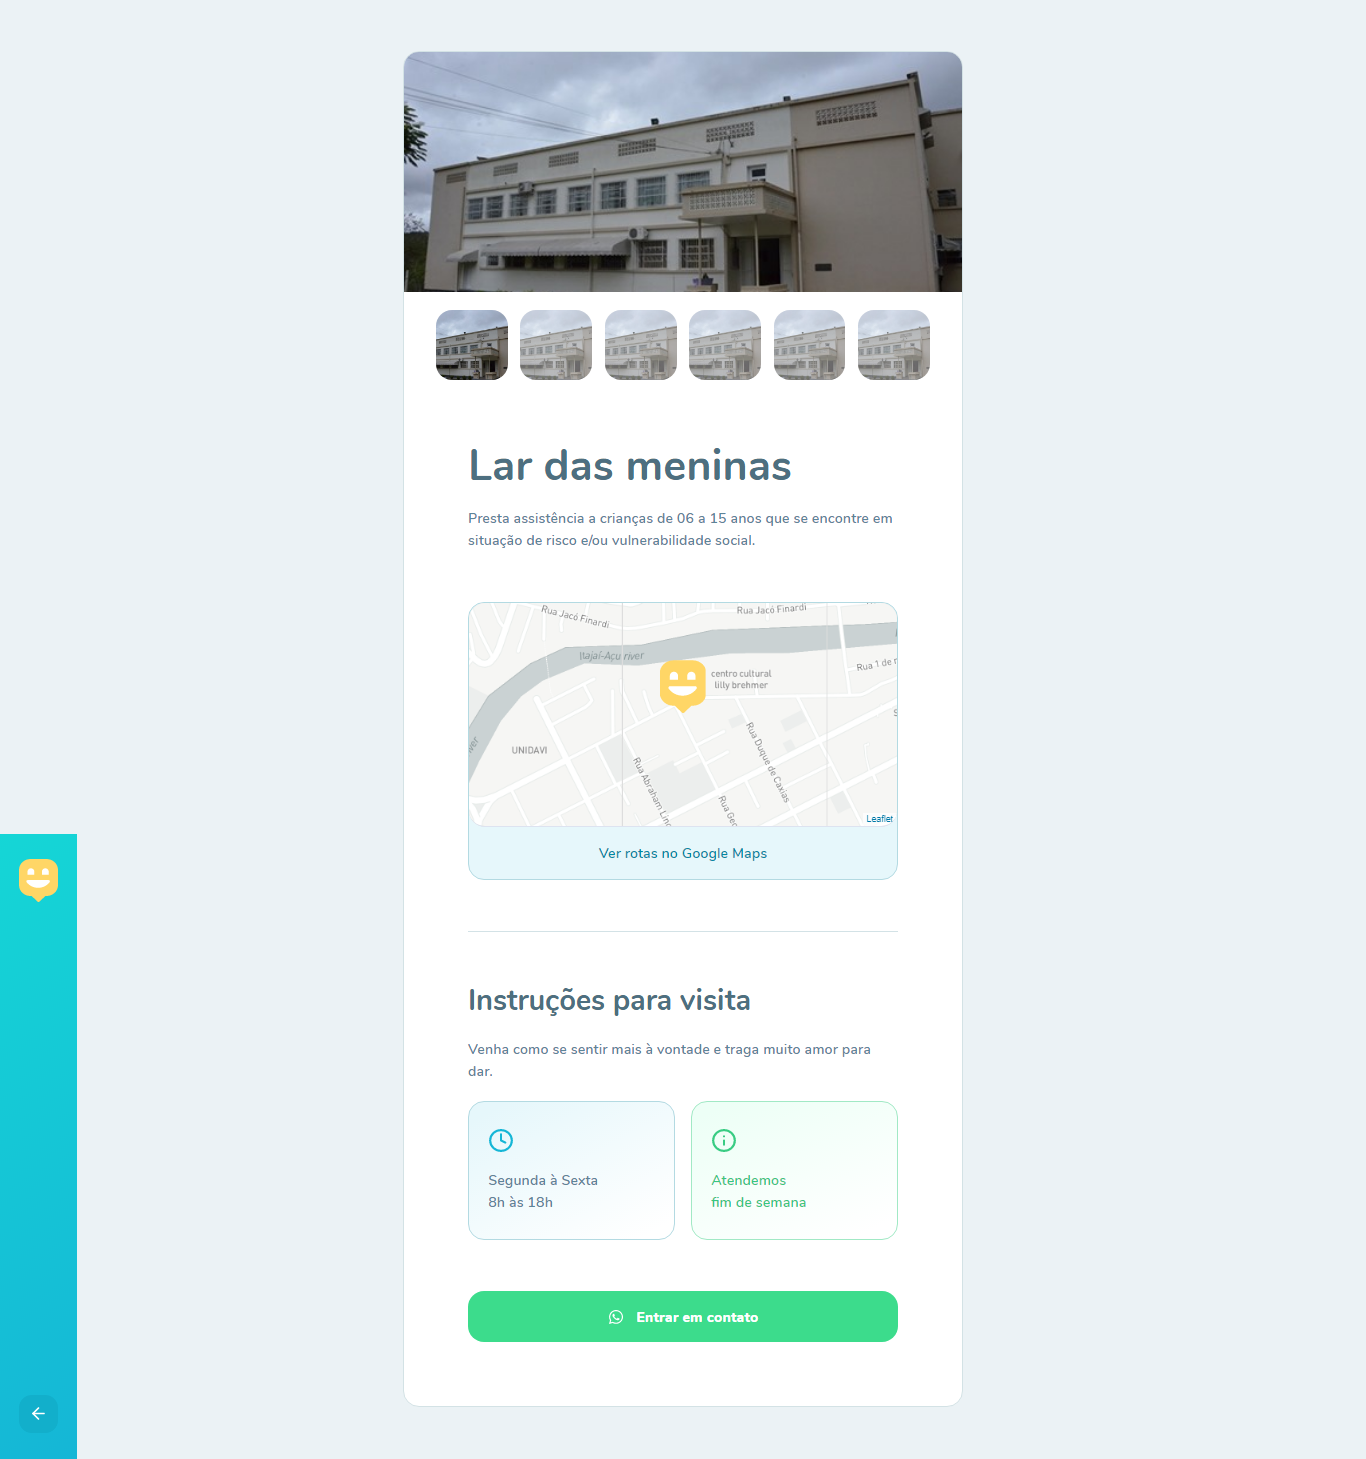 Lar das meninas
Presta assistência a crianças de 06 a 15 anos que se encontre em
situação de risco e/ou vulnerabilidade social.
Rua Jacó Finardi
Rua Jacó Finardi
Itajaí-Açu river
centro cultural
lilly brehmer
Rua 1 de
UNIDAVI
Rua Duque de Caxias
Rua Abraham Linc
Rua Geo
Leaflet
Ver rotas no Google Maps
Instruções para visita
Venha como se sentir mais à vontade e traga muito amor para
dar.
Segunda à Sexta
8h às 18h
Atendemos
fim de semana
Entrar em contato